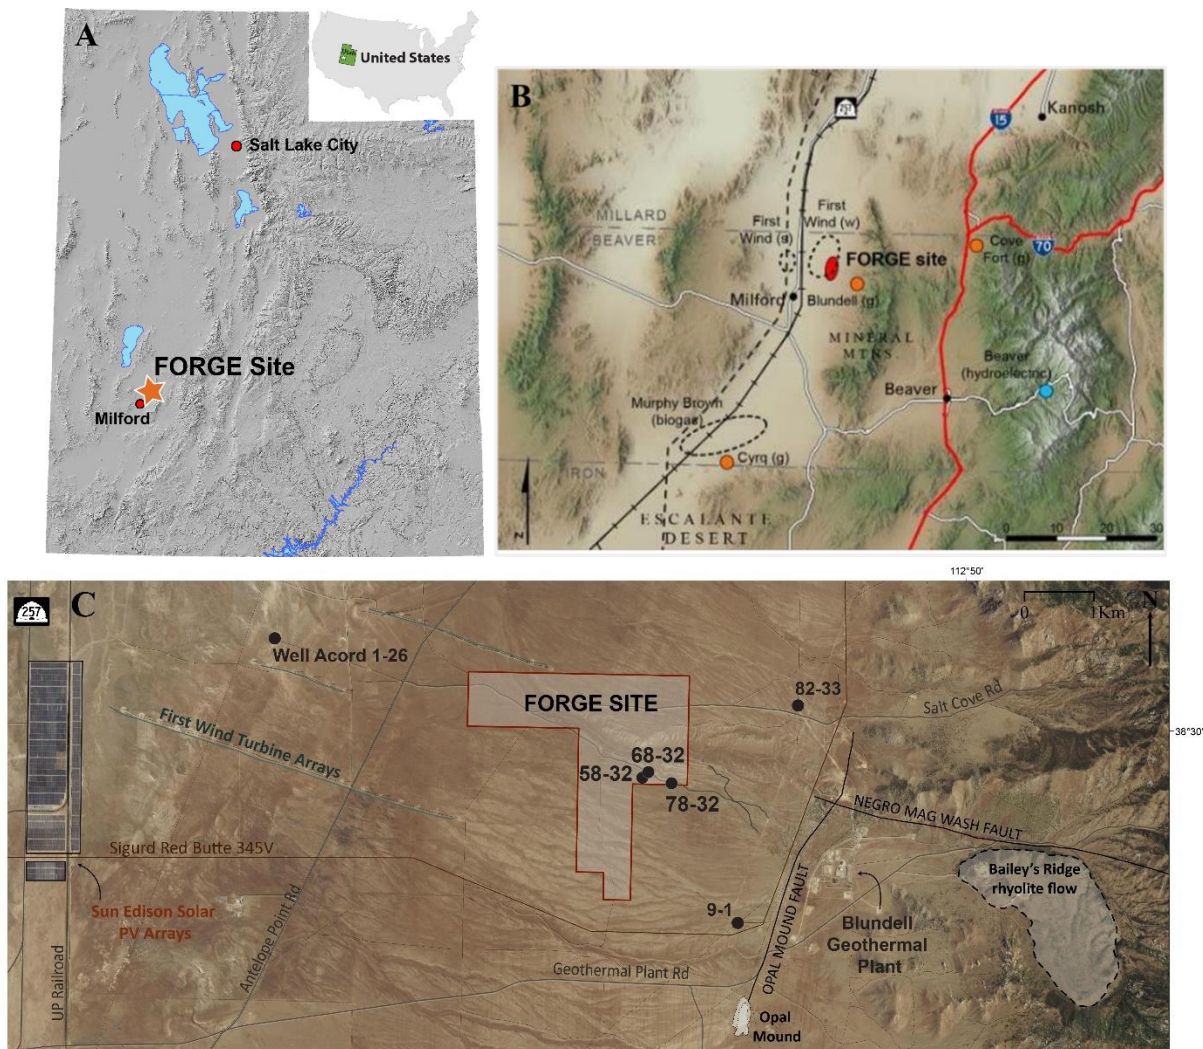 A
Utah
United States
Salt Lake City
FORGE Site
Milford
B
257
15
Kanosh
MILLARD
BEAVER
First
Wind (s)
First
Wind (w)
70
Cove
Fort (g)
FORGE site
Milford
Blundell (g)
MINERAL
MTNS.
Beaver
(hydroelectric)
Beaver
Murphy Brown
(biogas)
Cyrq (g)
IRON
ESCALANTE
DESERT
N
0 10 20 30
112°50'
257
C
0 1Km
N
Well Acord 1-26
FORGE SITE
82-33
Salt Cove Rd
38°30'
First Wind Turbine Arrays
68-32
58-32
78-32
NEGRO MAG WASH FAULT
Sigurd Red Butte 345V
Bailey's Ridge
rhyolite flow
Sun Edison Solar
PV Arrays
Antelope Point Rd
9-1
OPAL MOUND FAULT
Blundell
Geothermal
Plant
UP Railroad
Geothermal Plant Rd
Opal
Mound